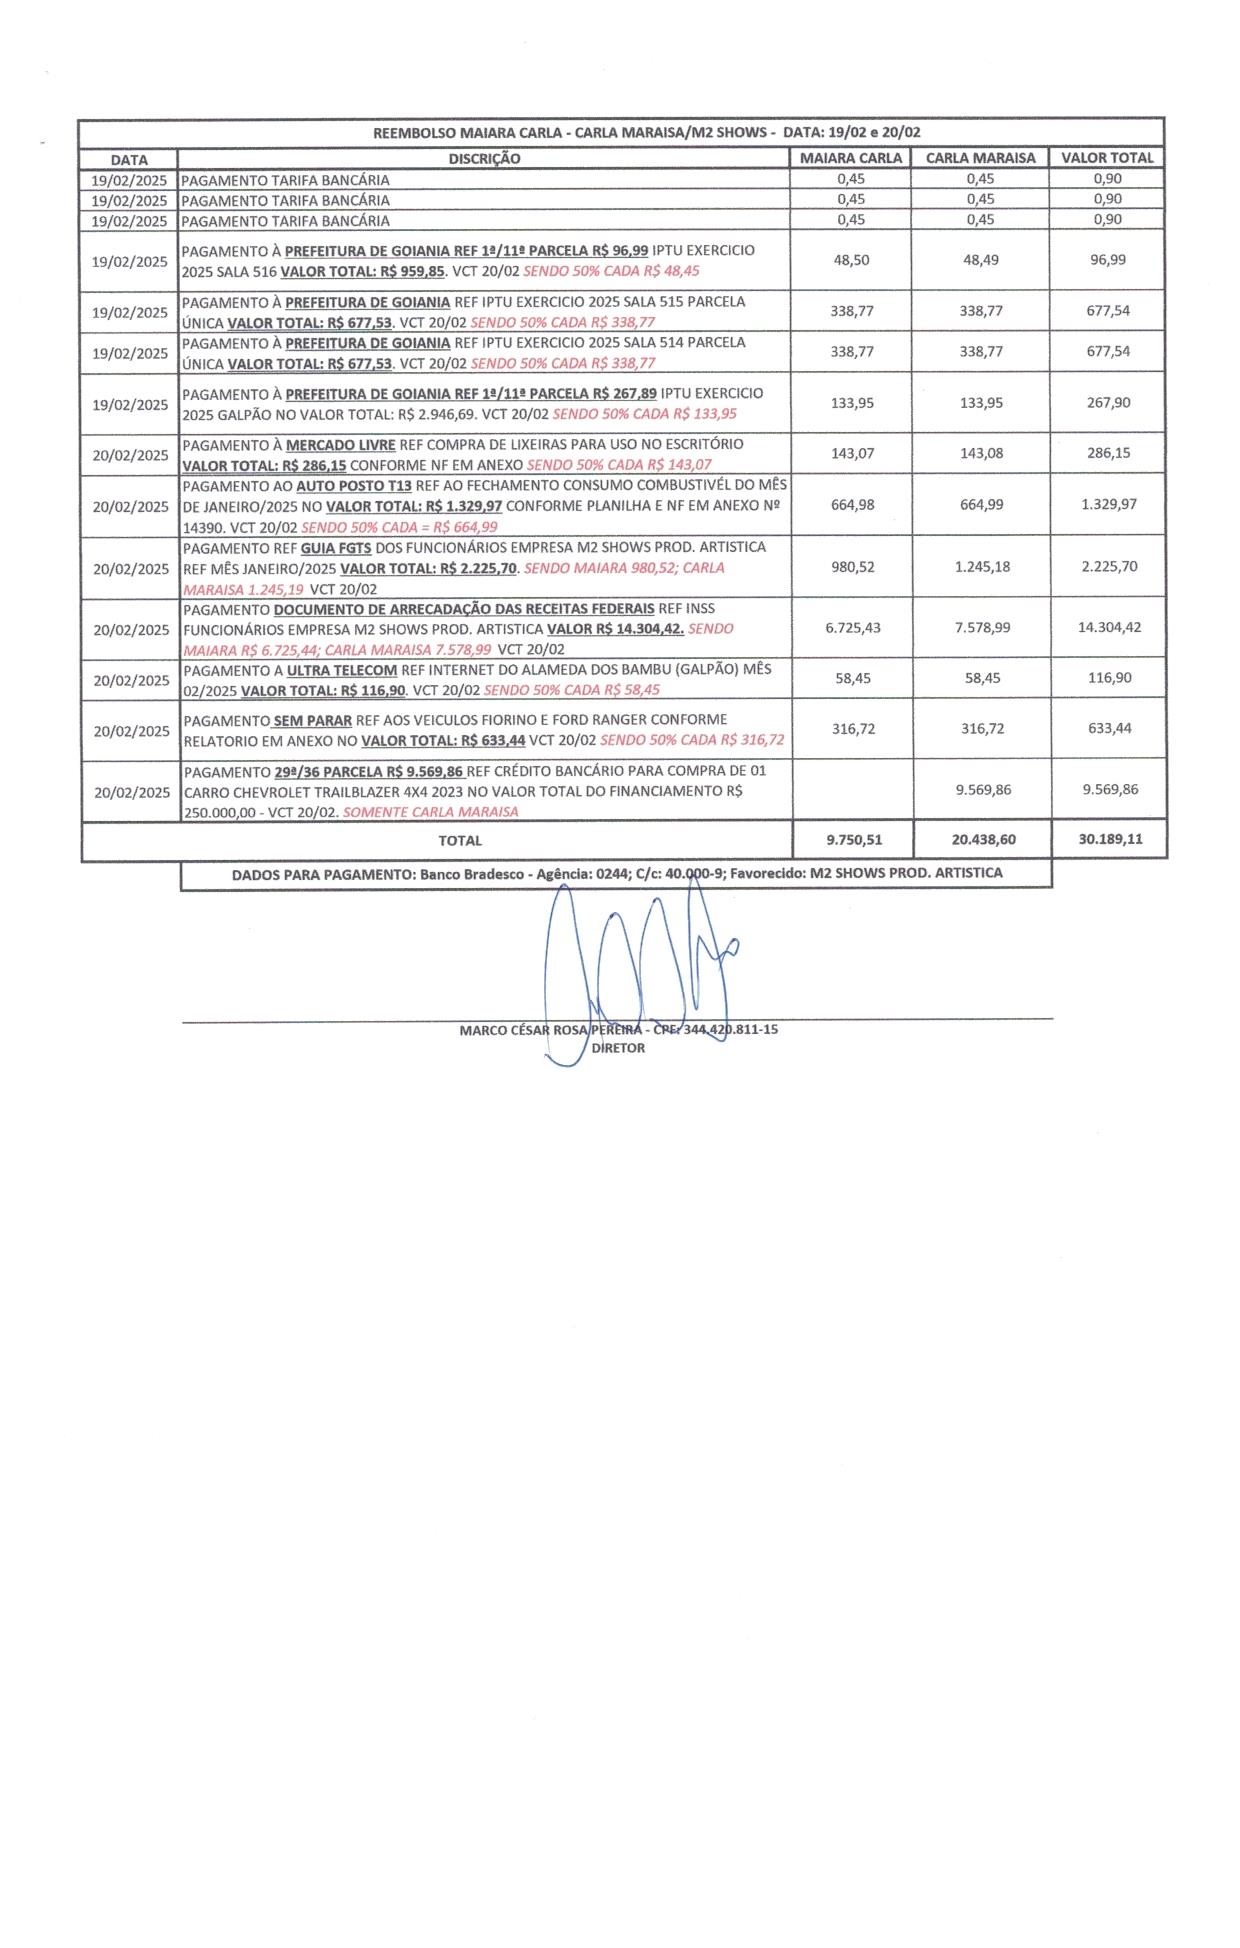 REEMBOLSO MAIARA CARLA - CARLA MARAISA/M2 SHOWS - DATA: 19/02 e 20/02
DATA DISCRIÇÃO MAIARA CARLA CARLA MARAISA VALOR TOTAL
19/02/2025 PAGAMENTO TARIFA BANCÁRIA 0,45 0,45 0,90
19/02/2025 PAGAMENTO TARIFA BANCÁRIA 0,45 0,45 0,90
19/02/2025 PAGAMENTO TARIFA BANCÁRIA 0,45 0,45 0,90
PAGAMENTO À PREFEITURA DE GOIANIA REF 1ª/11ª PARCELA R$ 96,99 IPTU EXERCICIO
19/02/2025 2025 SALA 516 VALOR TOTAL: R$ 959,85. VCT 20/02 SENDO 50% CADA R$ 48,45 48,50 48,49 96,99
PAGAMENTO À PREFEITURA DE GOIANIA REF IPTU EXERCICIO 2025 SALA 515 PARCELA
19/02/2025 ÚNICA VALOR TOTAL: R$ 677,53. VCT 20/02 SENDO 50% CADA R$ 338,77 338,77 338,77 677,54
PAGAMENTO À PREFEITURA DE GOIANIA REF IPTU EXERCICIO 2025 SALA 514 PARCELA
19/02/2025 ÚNICA VALOR TOTAL: R$ 677,53. VCT 20/02 SENDO 50% CADA R$ 338,77 338,77 338,77 677,54
PAGAMENTO À PREFEITURA DE GOIANIA REF 1ª/11ª PARCELA R$ 267,89 IPTU EXERCICIO
19/02/2025 2025 GALPÃO NO VALOR TOTAL: R$ 2.946,69. VCT 20/02 SENDO 50% CADA R$ 133,95 133,95 133,95 267,90
PAGAMENTO À MERCADO LIVRE REF COMPRA DE LIXEIRAS PARA USO NO ESCRITÓRIO
20/02/2025 VALOR TOTAL: R$ 286,15 CONFORME NF EM ANEXO SENDO 50% CADA R$ 143,07 143,07 143,08 286,15
PAGAMENTO AO AUTO POSTO T13 REF AO FECHAMENTO CONSUMO COMBUSTIVÉL DO MÊS
20/02/2025 DE JANEIRO/2025 NO VALOR TOTAL: R$ 1.329,97 CONFORME PLANILHA E NF EM ANEXO Nº 664,98 664,99 1.329,97
14390. VCT 20/02 SENDO 50% CADA = R$ 664,99
PAGAMENTO REF GUIA FGTS DOS FUNCIONÁRIOS EMPRESA M2 SHOWS PROD. ARTISTICA
20/02/2025 REF MÊS JANEIRO/2025 VALOR TOTAL: R$ 2.225,70. SENDO MAIARA 980,52; CARLA 980,52 1.245,18 2.225,70
MARAISA 1.245,19 VCT 20/02
PAGAMENTO DOCUMENTO DE ARRECADAÇÃO DAS RECEITAS FEDERAIS REF INSS
20/02/2025 FUNCIONÁRIOS EMPRESA M2 SHOWS PROD. ARTISTICA VALOR R$ 14.304,42. SENDO 6.725,43 7.578,99 14.304,42
MAIARA R$ 6.725,44; CARLA MARAISA 7.578,99 VCT 20/02
PAGAMENTO A ULTRA TELECOM REF INTERNET DO ALAMEDA DOS BAMBU (GALPÃO) MÊS
20/02/2025 02/2025 VALOR TOTAL: R$ 116,90. VCT 20/02 SENDO 50% CADA R$ 58,45 58,45 58,45 116,90
PAGAMENTO SEM PARAR REF AOS VEICULOS FIORINO E FORD RANGER CONFORME
20/02/2025 RELATORIO EM ANEXO NO VALOR TOTAL: R$ 633,44 VCT 20/02 SENDO 50% CADA R$ 316,72 316,72 316,72 633,44
PAGAMENTO 29ª/36 PARCELA R$ 9.569,86 REF CRÉDITO BANCÁRIO PARA COMPRA DE 01
20/02/2025 CARRO CHEVROLET TRAILBLAZER 4X4 2023 NO VALOR TOTAL DO FINANCIAMENTO R$ 9.569,86 9.569,86
250.000,00 - VCT 20/02. SOMENTE CARLA MARAISA
TOTAL 9.750,51 20.438,60 30.189,11
DADOS PARA PAGAMENTO: Banco Bradesco - Agência: 0244; C/c: 40.000-9; Favorecido: M2 SHOWS PROD. ARTISTICA
MARCO CÉSAR ROSA PEREIRA - CPF: 344.420.811-15
DIRETOR